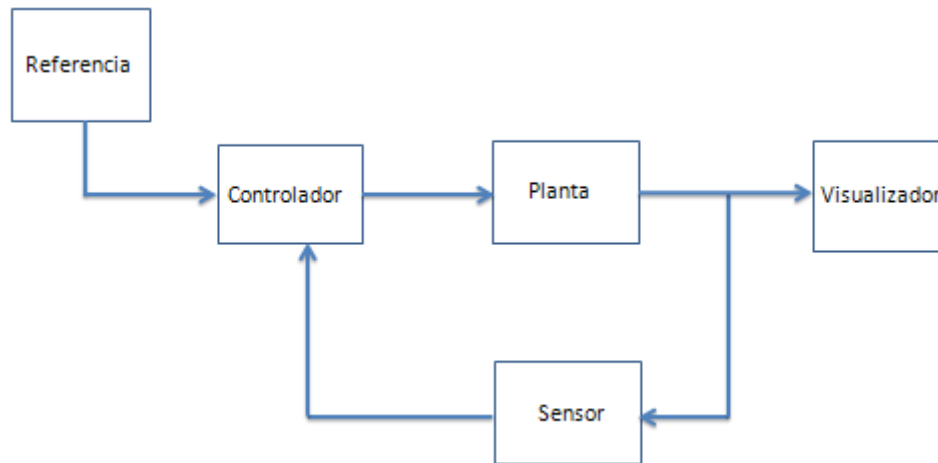 Referencia
Controlador
Planta
Visualizador
Sensor